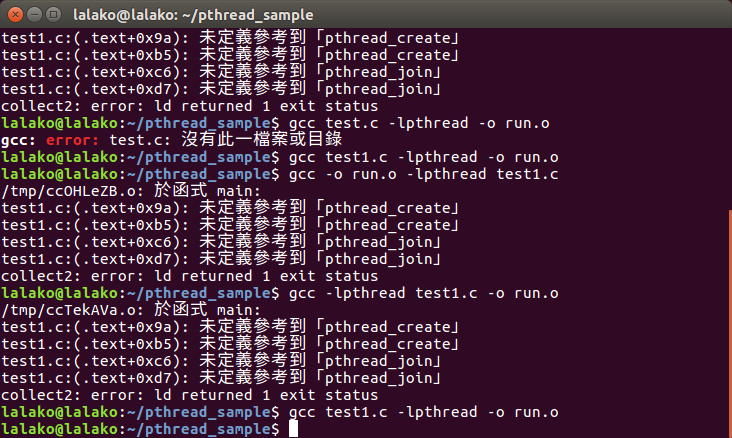 lalako@lalako: ~/pthread_sample
test1.c:(.text+0x9a): 未定義參考到「pthread_create」
test1.c:(.text+0xb5): 未定義參考到「pthread_create」
test1.c:(.text+0xc6): 未定義參考到「pthread_join」
test1.c:(.text+0xd7): 未定義參考到「pthread_join」
collect2: error: ld returned 1 exit status
lalako@lalako:~/pthread_sample$ gcc test.c -lpthread -o run.o
gcc: error: test.c: 沒有此一檔案或目錄
lalako@lalako:~/pthread_sample$ gcc test1.c -lpthread -o run.o
lalako@lalako:~/pthread_sample$ gcc -o run.o -lpthread test1.c
/tmp/ccOHLeZB.o: 於函式 main:
test1.c:(.text+0x9a): 未定義參考到「pthread_create」
test1.c:(.text+0xb5): 未定義參考到「pthread_create」
test1.c:(.text+0xc6): 未定義參考到「pthread_join」
test1.c:(.text+0xd7): 未定義參考到「pthread_join」
collect2: error: ld returned 1 exit status
lalako@lalako:~/pthread_sample$ gcc -lpthread test1.c -o run.o
/tmp/ccTekAVa.o: 於函式 main:
test1.c:(.text+0x9a): 未定義參考到「pthread_create」
test1.c:(.text+0xb5): 未定義參考到「pthread_create」
test1.c:(.text+0xc6): 未定義參考到「pthread_join」
test1.c:(.text+0xd7): 未定義參考到「pthread_join」
collect2: error: ld returned 1 exit status
lalako@lalako:~/pthread_sample$ gcc test1.c -lpthread -o run.o
lalako@lalako:~/pthread_sample$